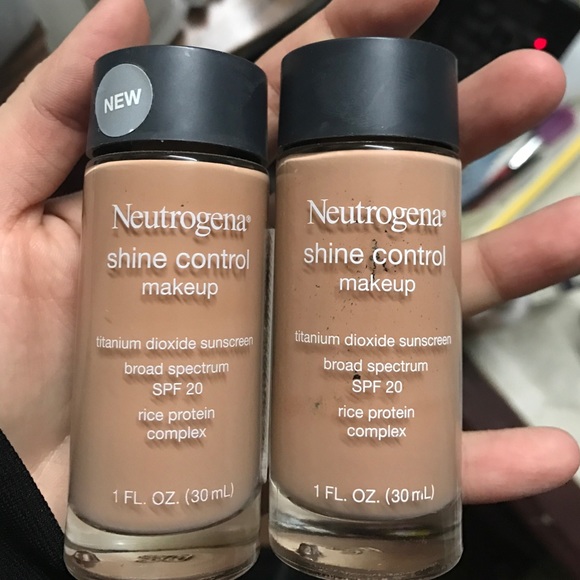 NEW
Neutrogena®
shine control
makeup
titanium dioxide sunscreen
broad spectrum
SPF 20
rice protein
complex
1 FL. OZ. (30 mL)
Neutrogena®
shine control
makeup
titanium dioxide sunscreen
broad spectrum
SPF 20
rice protein
complex
1 FL. OZ. (30 mL)